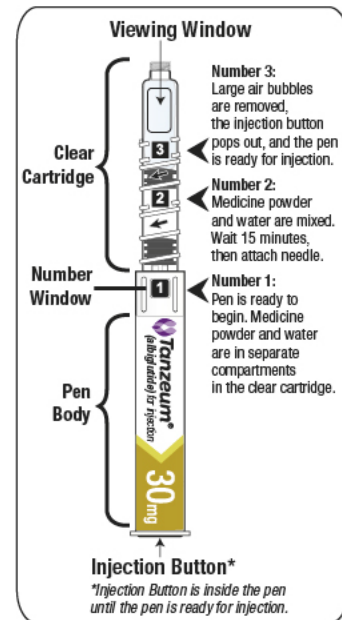 Viewing Window
Number 3:
Large air bubbles
are removed,
the injection button
pops out, and the pen
is ready for injection.
Clear
Cartridge
3
Number 2:
Medicine powder
and water are mixed.
Wait 15 minutes,
then attach needle.
2
Number
Window
1
Number 1:
Pen is ready to
begin. Medicine
powder and water
are in separate
compartments
in the clear cartridge.
Pen
Body
Tanzeum®
(albiglutide) for injection
30mg
Injection Button*
*Injection Button is inside the pen
until the pen is ready for injection.